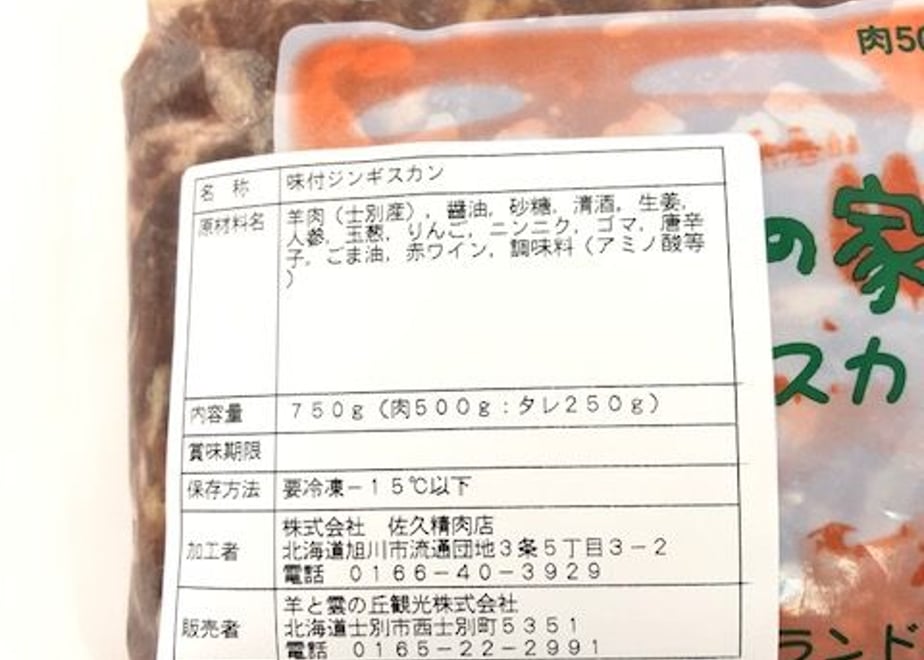 肉50
名 称 味付ジンギスカン
原材料名 羊肉(士別産), 醤油, 砂糖, 清酒, 生姜,
人参, 玉葱, りんご, ニンニク, ゴマ, 唐辛
子, ごま油, 赤ワイン, 調味料(アミノ酸等
)
の家
スカ
内容量 750g(肉500g:タレ250g)
賞味期限
保存方法 要冷凍-15℃以下
加工者 株式会社 佐久精肉店
北海道旭川市流通団地3条5丁目3-2
電話 0166-40-3929
販売者 羊と雲の丘観光株式会社
北海道士別市西士別町5351
電話 0165-22-2991
ランド